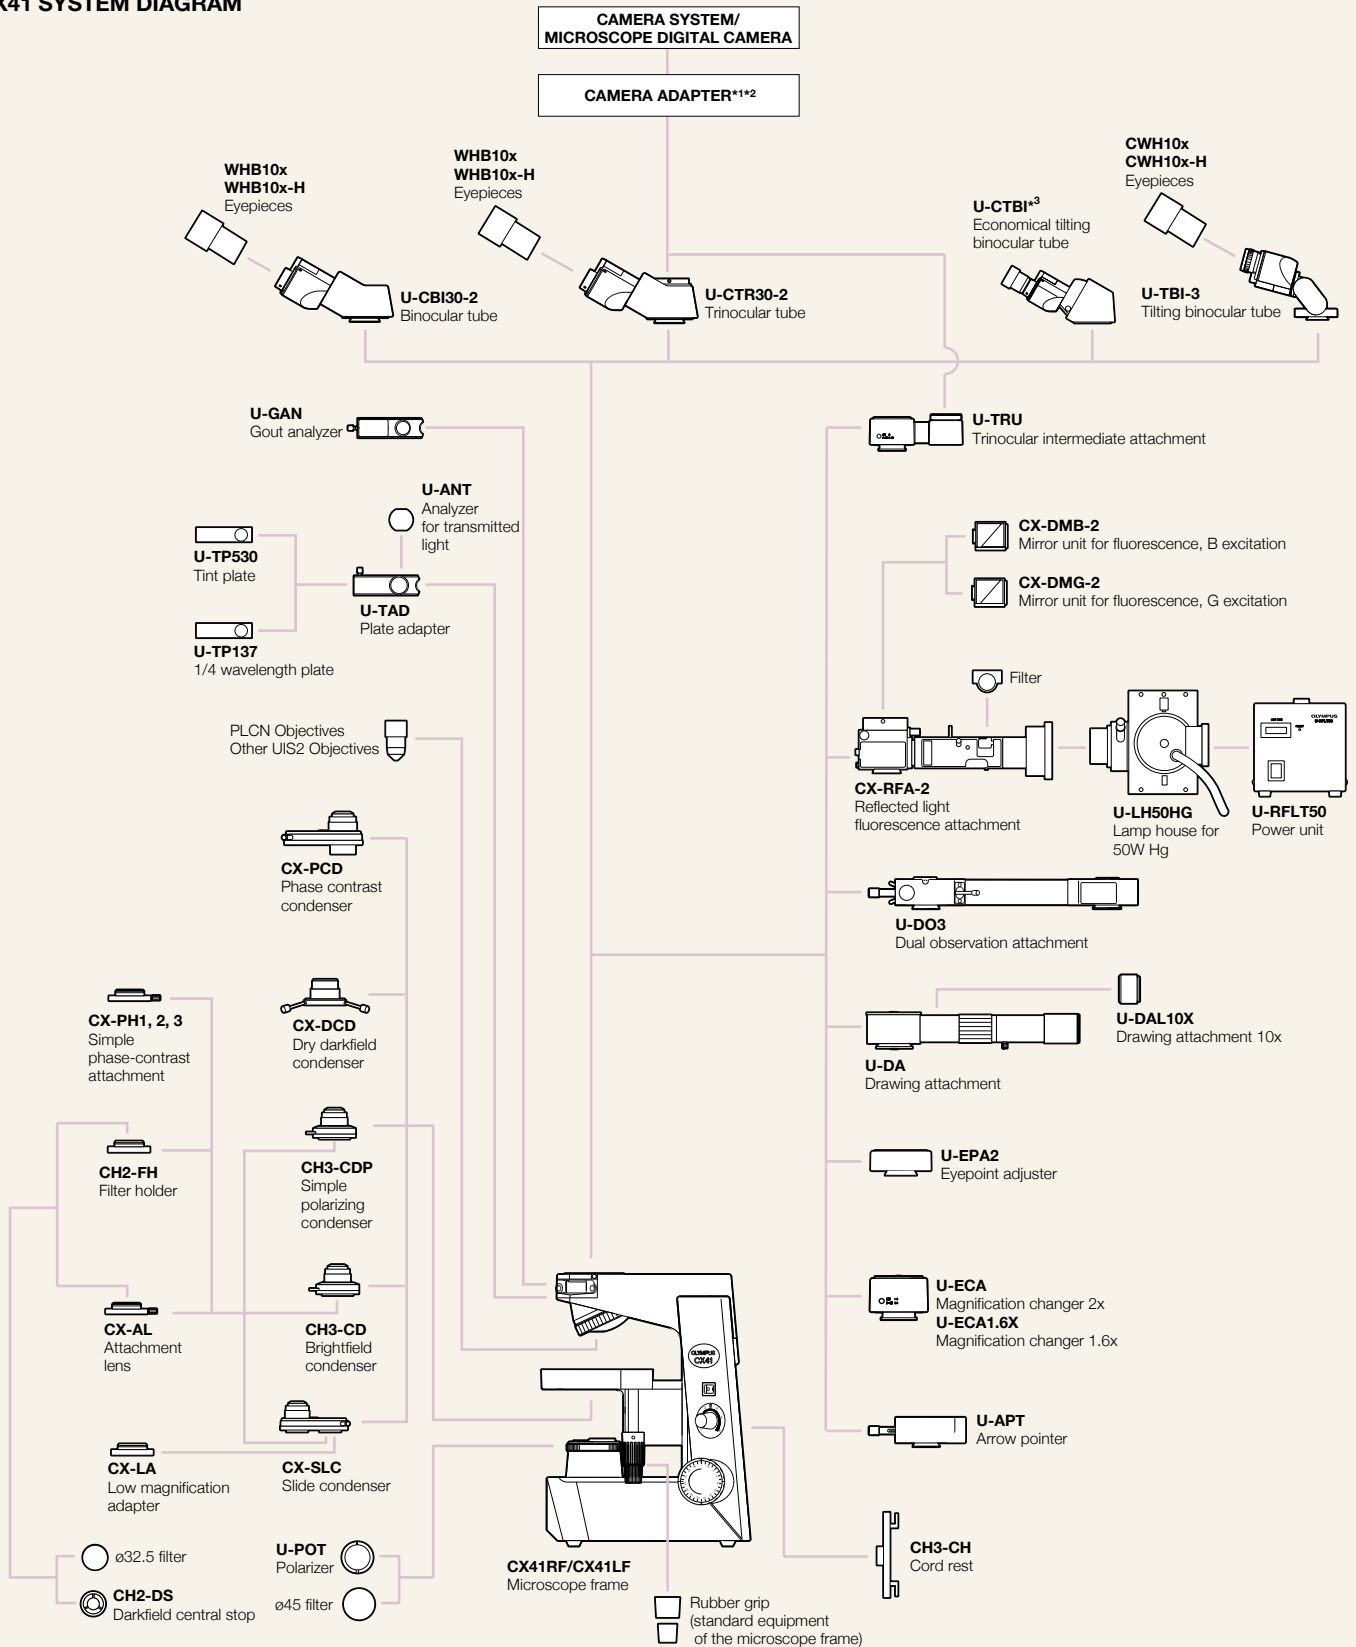 X41 SYSTEM DIAGRAM
CAMERA SYSTEM/
MICROSCOPE DIGITAL CAMERA
CAMERA ADAPTER*1*2
WHB10x
WHB10x-H
Eyepieces
WHB10x
WHB10x-H
Eyepieces
CWH10x
CWH10x-H
Eyepieces
U-CTBI*3
Economical tilting
binocular tube
U-CBI30-2
Binocular tube
U-CTR30-2
Trinocular tube
U-TBI-3
Tilting binocular tube
U-GAN
Gout analyzer
U-TRU
Trinocular intermediate attachment
U-ANT
Analyzer
for transmitted
light
U-TP530
Tint plate
U-TAD
Plate adapter
U-TP137
1/4 wavelength plate
CX-DMB-2
Mirror unit for fluorescence, B excitation
CX-DMG-2
Mirror unit for fluorescence, G excitation
Filter
PLCN Objectives
Other UIS2 Objectives
OLYMPUS
CX-RFA-2
Reflected light
fluorescence attachment
U-LH50HG
Lamp house for
50W Hg
U-RFLT50
Power unit
CX-PCD
Phase contrast
condenser
U-DO3
Dual observation attachment
CX-PH1, 2, 3
Simple
phase-contrast
attachment
CX-DCD
Dry darkfield
condenser
U-DAL10X
Drawing attachment 10x
U-DA
Drawing attachment
CH2-FH
Filter holder
CH3-CDP
Simple
polarizing
condenser
U-EPA2
Eyepoint adjuster
CX-AL
Attachment
lens
CH3-CD
Brightfield
condenser
U-ECA
Magnification changer 2x
U-ECA1.6X
Magnification changer 1.6x
OLYMPUS
CX41
CX-LA
Low magnification
adapter
CX-SLC
Slide condenser
U-APT
Arrow pointer
ø32.5 filter
CH2-DS
Darkfield central stop
U-POT
Polarizer
ø45 filter
CX41RF/CX41LF
Microscope frame
CH3-CH
Cord rest
Rubber grip
(standard equipment
of the microscope frame)